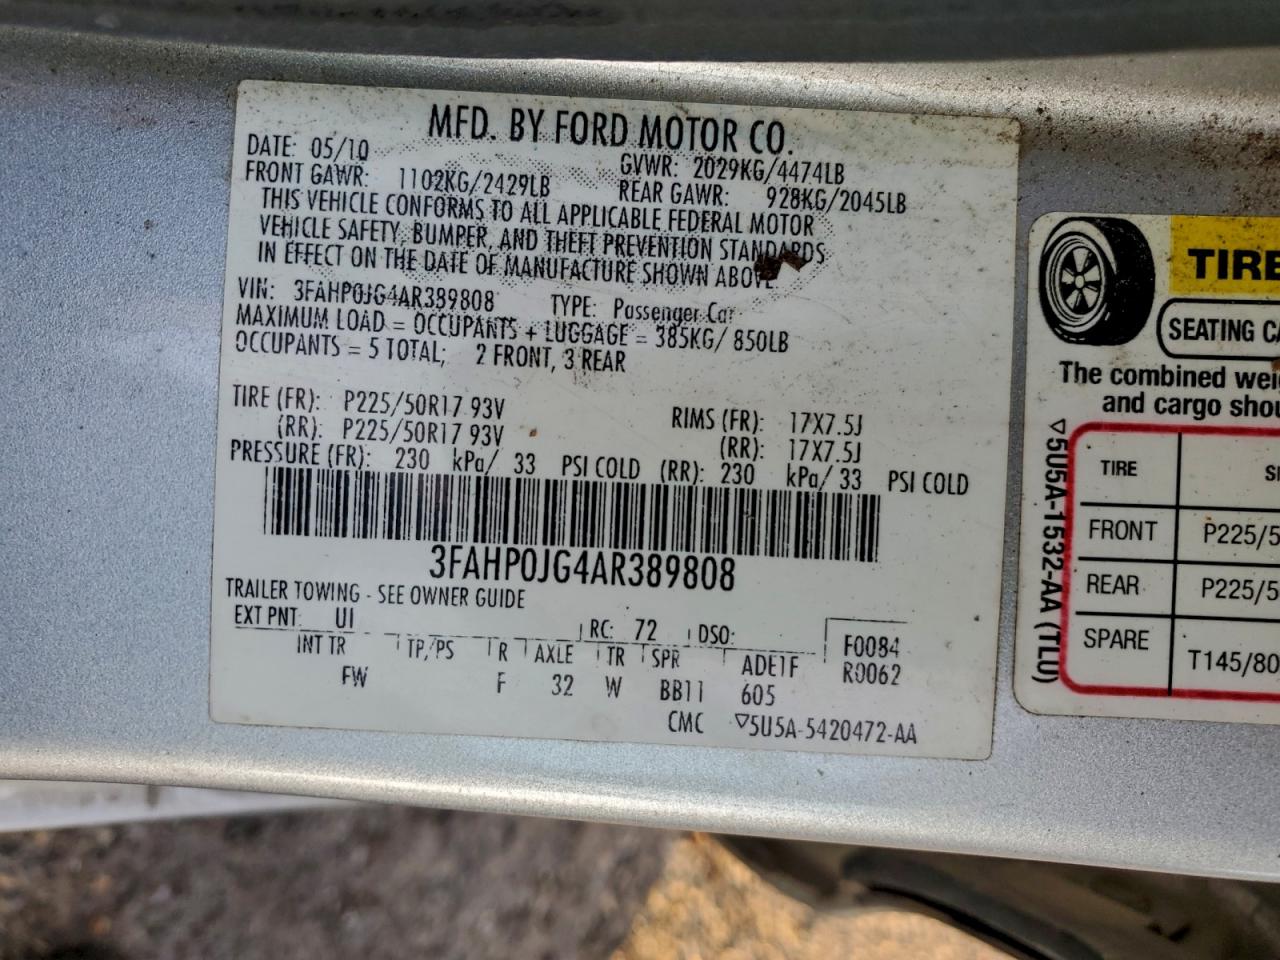 MFD. BY FORD MOTOR CO.
DATE: 05/10 GVWR: 2029KG/4474LB
FRONT GAWR: 1102KG/2429LB REAR GAWR: 928KG/2045LB
THIS VEHICLE CONFORMS TO ALL APPLICABLE FEDERAL MOTOR
VEHICLE SAFETY, BUMPER, AND THEFT PREVENTION STANDARDS
IN EFFECT ON THE DATE OF MANUFACTURE SHOWN ABOVE
VIN: 3FAHP0JG4AR389808 TYPE: Passenger Car
MAXIMUM LOAD = OCCUPANTS + LUGGAGE = 385KG/ 850LB
OCCUPANTS = 5 TOTAL; 2 FRONT, 3 REAR
TIRE (FR): P225/50R17 93V RIMS (FR): 17X7.5J
(RR): P225/50R17 93V (RR): 17X7.5J
PRESSURE (FR): 230 kPa/ 33 PSI COLD (RR): 230 kPa/ 33 PSI COLD
3FAHP0JG4AR389808
TRAILER TOWING - SEE OWNER GUIDE
EXT PNT: UI RC: 72 DSO: F0084
INT TR TP/PS R AXLE TR SPR ADE1F R0062
FW F 32 W BB11 605
CMC ▽5U5A-5420472-AA
TIRE
SEATING CA
The combined weig
and cargo shou
TIRE SI
FRONT P225/5
REAR P225/5
SPARE T145/80
▽5U5A-1532-AA (TLU)